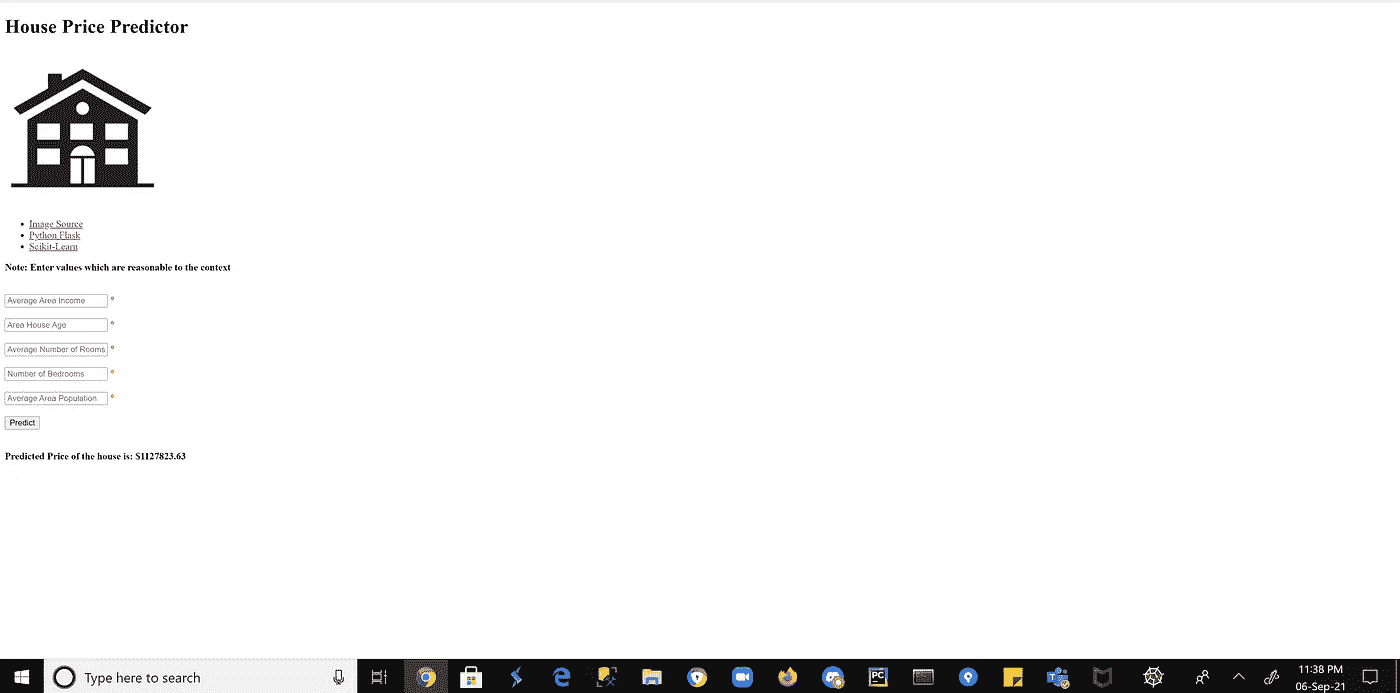 House Price Predictor
Image Source
Python Flask
Scikit-Learn
Note: Enter values which are reasonable to the context
Average Area Income *
Area House Age *
Average Number of Rooms *
Number of Bedrooms *
Average Area Population *
Predict
Predicted Price of the house is: $1127823.63
Type here to search
PC
11:38 PM
06-Sep-21